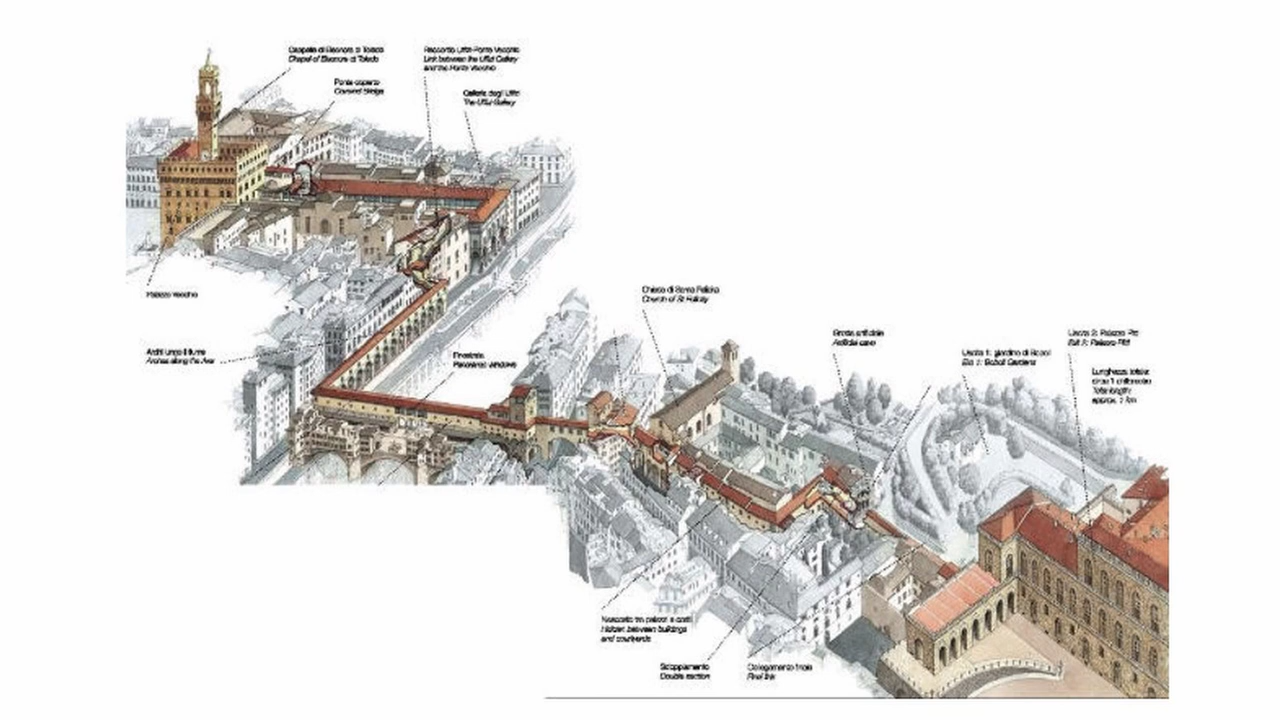 Cappella di Eleonora di Toledo
Chapel of Eleonora di Toledo
Raccordo Uffizi-Ponte Vecchio
Link between the Uffizi Gallery
and the Ponte Vecchio
Ponte coperto
Covered Bridge
Galleria degli Uffizi
The Uffizi Gallery
Palazzo Vecchio
Chiesa di Santa Felicita
Church of St Felicity
Archi lungo il fiume
Arches along the River
Finestrale
Panoramic windows
Grotta artificiale
Artificial cave
Uscita 1: giardino di Boboli
Exit 1: Boboli Gardens
Uscita 2: Palazzo Pitti
Exit 2: Palazzo Pitti
Lunghezza totale:
circa 1 chilometro
Total length:
approx. 1 km
Nascosto tra palazzi e cortili
Hidden between buildings
and courtyards
Sdoppiamento
Double section
Collegamento finale
Final link